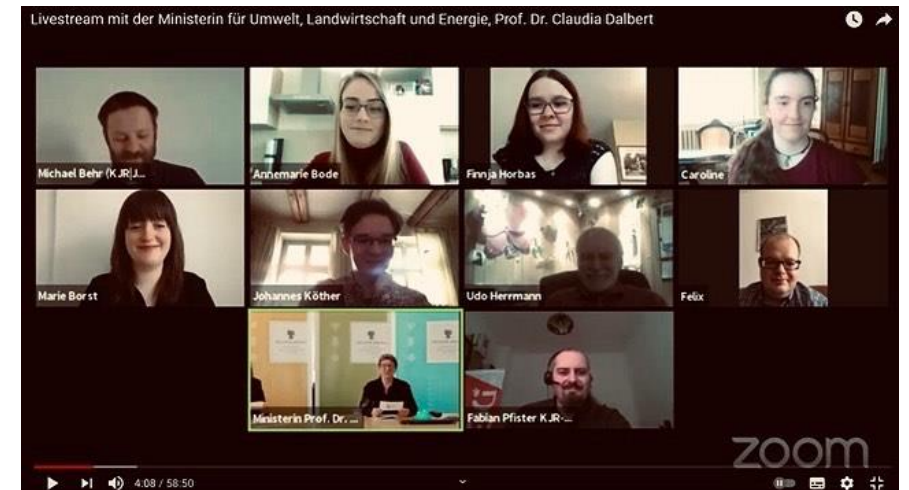 Livestream mit der Ministerin für Umwelt, Landwirtschaft und Energie, Prof. Dr. Claudia Dalbert
Michael Behr (KJR|J...
Annemarie Bode
Finnja Horbas
Caroline
Marie Borst
Johannes Köther
Udo Herrmann
Felix
Ministerin Prof. Dr. ...
Fabian Pfister KJR-...
zoom
4:08 / 58:50